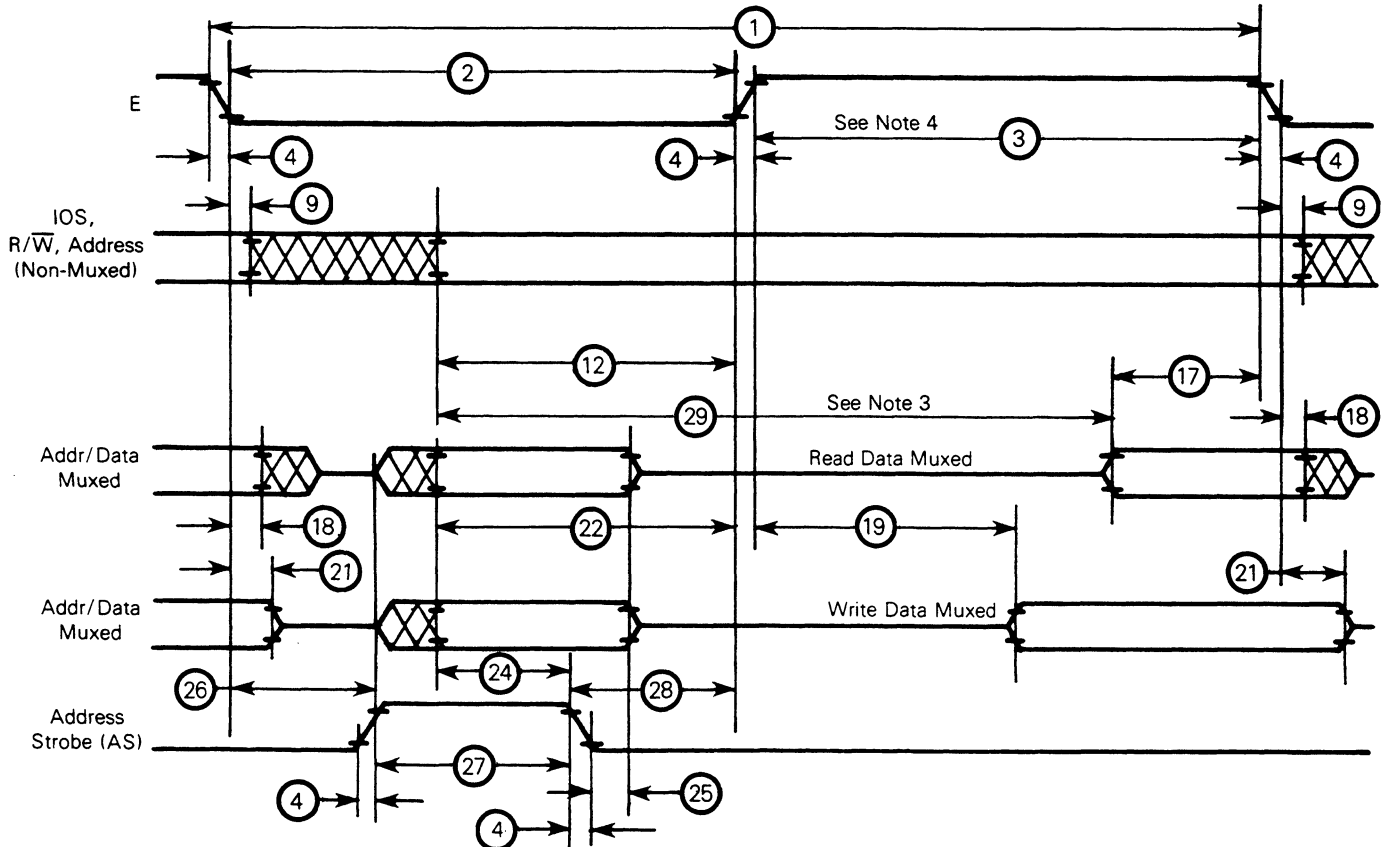 1
2
E
See Note 4
3
4
4
4
9
9
IOS,
R/W̅, Address
(Non-Muxed)
12
17
29
See Note 3
18
Addr/Data
Muxed
Read Data Muxed
18
22
19
21
21
Addr/Data
Muxed
Write Data Muxed
24
26
28
Address
Strobe (AS)
27
4
25
4